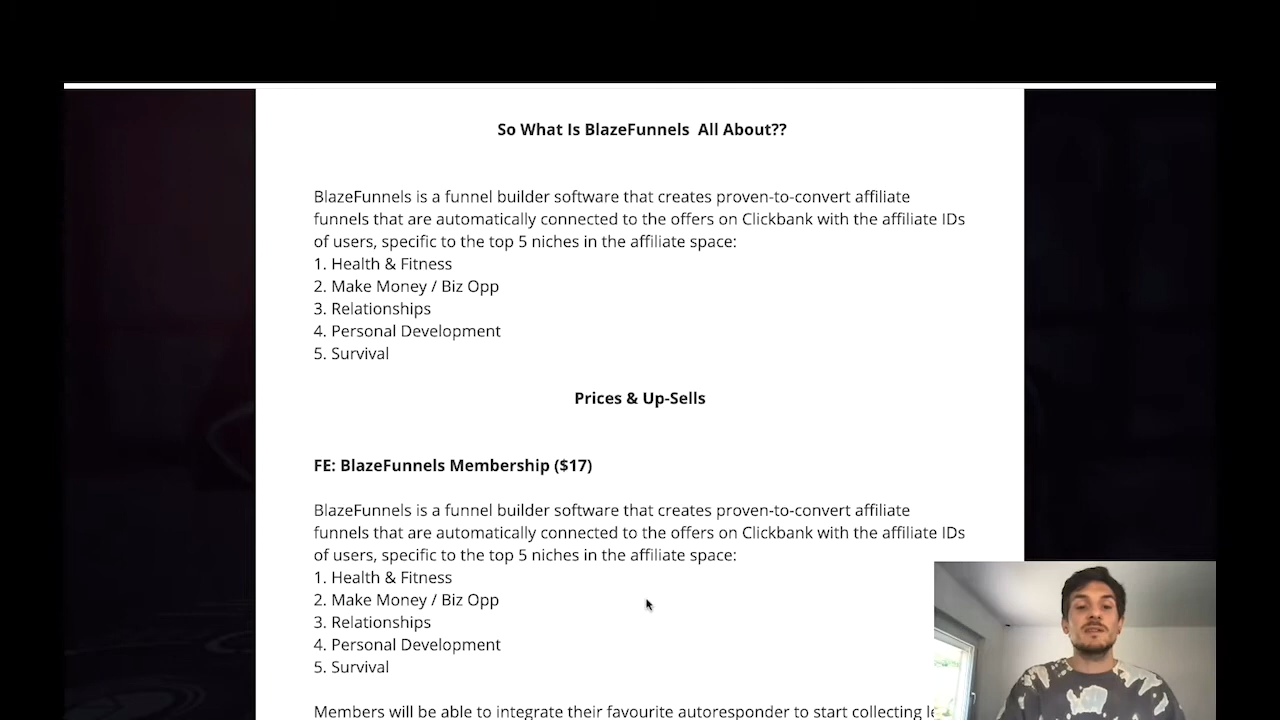 So What Is BlazeFunnels All About??
BlazeFunnels is a funnel builder software that creates proven-to-convert affiliate
funnels that are automatically connected to the offers on Clickbank with the affiliate IDs
of users, specific to the top 5 niches in the affiliate space:
1. Health & Fitness
2. Make Money / Biz Opp
3. Relationships
4. Personal Development
5. Survival
Prices & Up-Sells
FE: BlazeFunnels Membership ($17)
BlazeFunnels is a funnel builder software that creates proven-to-convert affiliate
funnels that are automatically connected to the offers on Clickbank with the affiliate IDs
of users, specific to the top 5 niches in the affiliate space:
1. Health & Fitness
2. Make Money / Biz Opp
3. Relationships
4. Personal Development
5. Survival
Members will be able to integrate their favourite autoresponder to start collecting